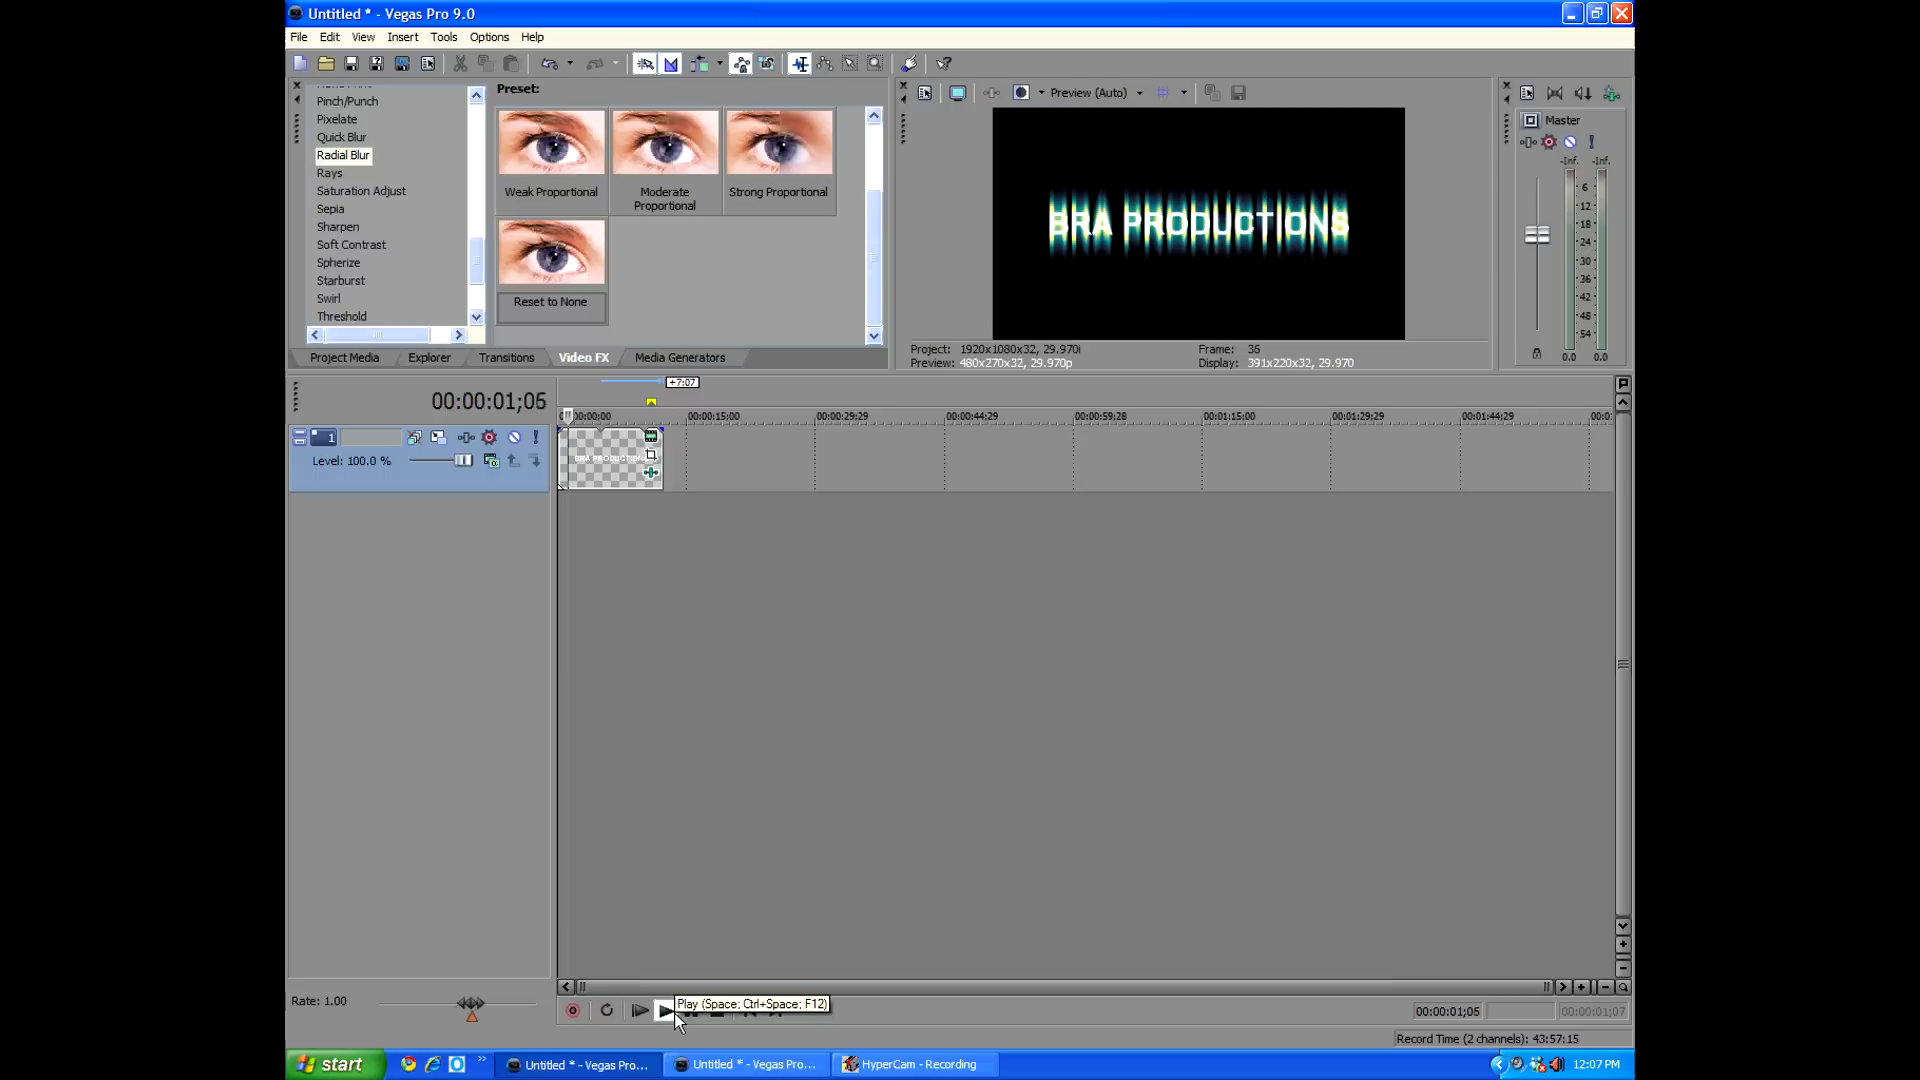 Untitled * - Vegas Pro 9.0
File Edit View Insert Tools Options Help
Pinch/Punch
Pixelate
Quick Blur
Radial Blur
Rays
Saturation Adjust
Sepia
Sharpen
Soft Contrast
Spherize
Starburst
Swirl
Threshold
Preset:
Weak Proportional
Moderate Proportional
Strong Proportional
Reset to None
Project Media Explorer Transitions Video FX Media Generators
Preview (Auto)
BRA PRODUCTIONS
Project: 1920x1080x32, 29.970i Frame: 36
Preview: 480x270x32, 29.970p Display: 391x220x32, 29.970
Master
-Inf. -Inf.
6
12
18
24
30
36
42
48
54
0.0 0.0
+7;07
00:00:01;05
00:00:15;00 00:00:29;29 00:00:44;29 00:00:59;28 00:01:15;00 00:01:29;29 00:01:44;29
1
Level: 100.0 %
BRA PRODUCTION
Rate: 1.00
Play (Space; Ctrl+Space; F12)
00:00:01;05 00:00:01;07
Record Time (2 channels): 43:57:15
start Untitled * - Vegas Pro... Untitled * - Vegas Pro... HyperCam - Recording 12:07 PM